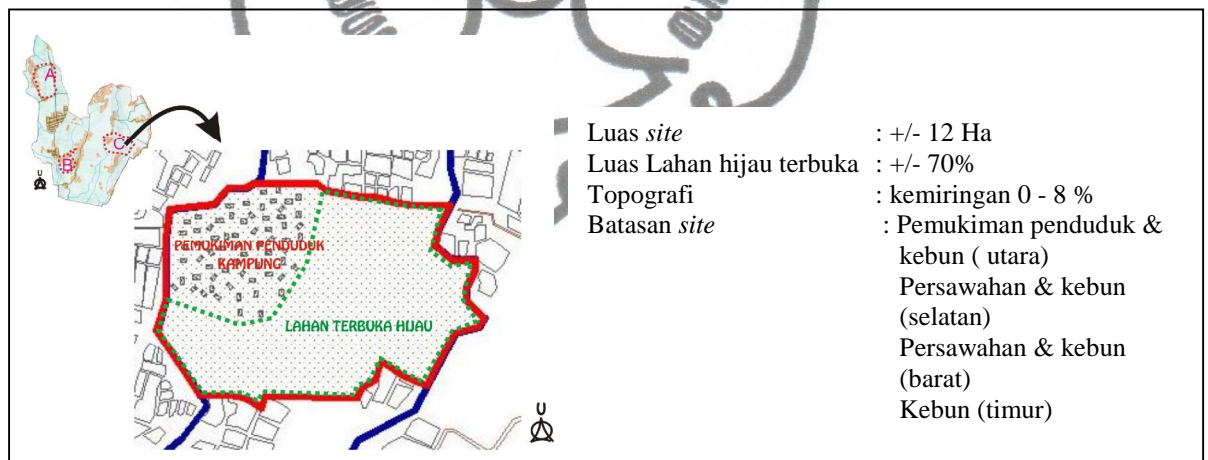 A
B
C
U
Luas site : +/- 12 Ha
Luas Lahan hijau terbuka : +/- 70%
Topografi : kemiringan 0 - 8 %
Batasan site : Pemukiman penduduk &
kebun ( utara)
Persawahan & kebun
(selatan)
Persawahan & kebun
(barat)
Kebun (timur)
PEMUKIMAN PENDUDUK
KAMPUNG
LAHAN TERBUKA HIJAU
U